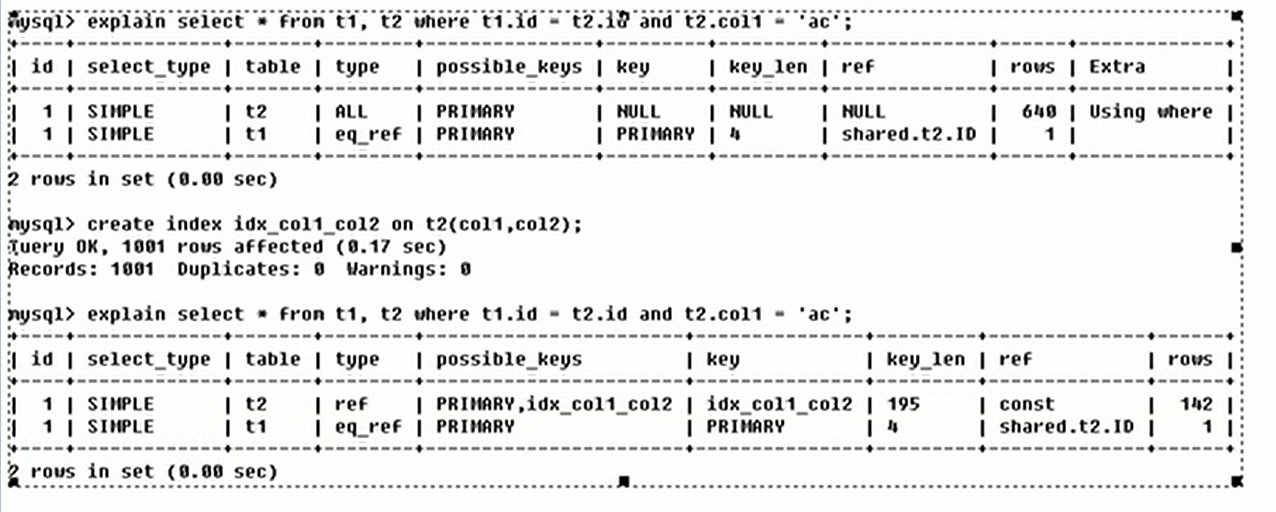 mysql> explain select * from t1, t2 where t1.id = t2.id and t2.col1 = 'ac';
| id | select_type | table | type | possible_keys | key | key_len | ref | rows | Extra |
| 1 | SIMPLE | t2 | ALL | PRIMARY | NULL | NULL | NULL | 640 | Using where |
| 1 | SIMPLE | t1 | eq_ref | PRIMARY | PRIMARY | 4 | shared.t2.ID | 1 | |
2 rows in set (0.00 sec)
mysql> create index idx_col1_col2 on t2(col1,col2);
Query OK, 1001 rows affected (0.17 sec)
Records: 1001 Duplicates: 0 Warnings: 0
mysql> explain select * from t1, t2 where t1.id = t2.id and t2.col1 = 'ac';
| id | select_type | table | type | possible_keys | key | key_len | ref | rows |
| 1 | SIMPLE | t2 | ref | PRIMARY,idx_col1_col2 | idx_col1_col2 | 195 | const | 142 |
| 1 | SIMPLE | t1 | eq_ref | PRIMARY | PRIMARY | 4 | shared.t2.ID | 1 |
2 rows in set (0.00 sec)